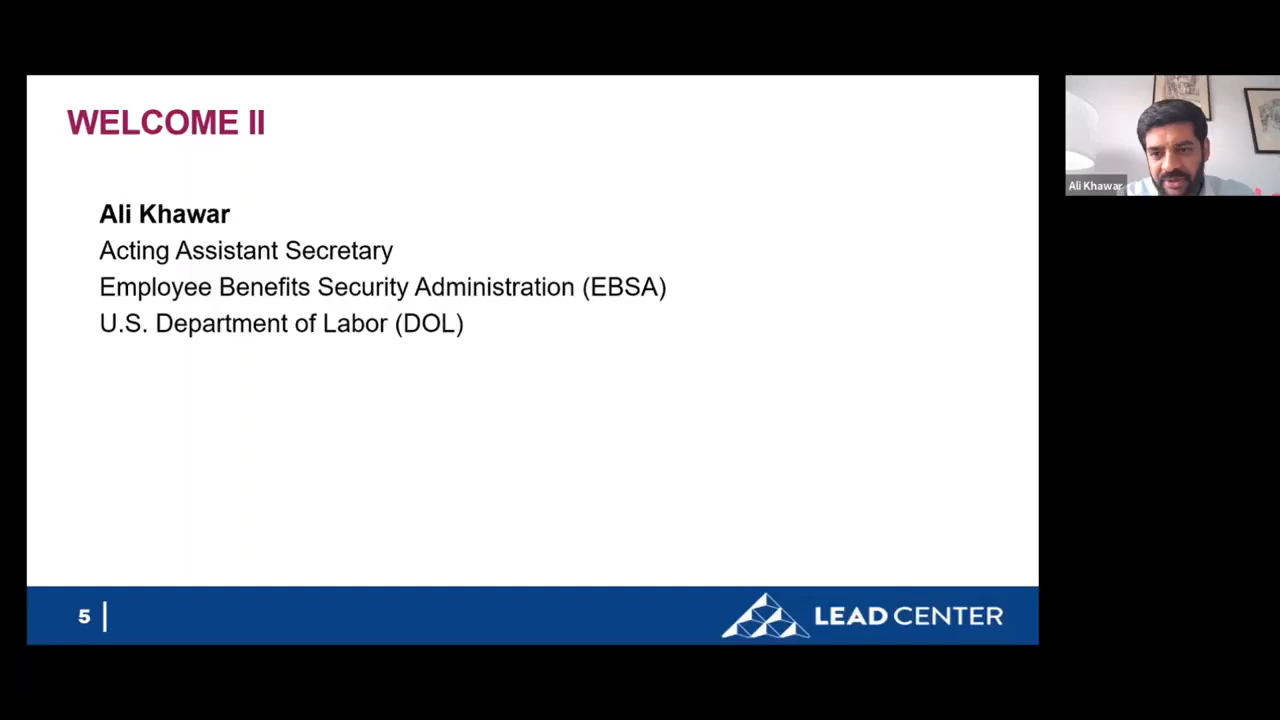 WELCOME II
Ali Khawar
Acting Assistant Secretary
Employee Benefits Security Administration (EBSA)
U.S. Department of Labor (DOL)
5
LEAD CENTER
Ali Khawar